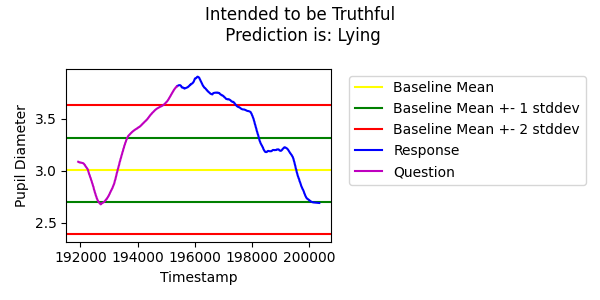 Intended to be Truthful
Prediction is: Lying
Pupil Diameter
3.5
3.0
2.5
192000 194000 196000 198000 200000
Timestamp
Baseline Mean
Baseline Mean +- 1 stddev
Baseline Mean +- 2 stddev
Response
Question